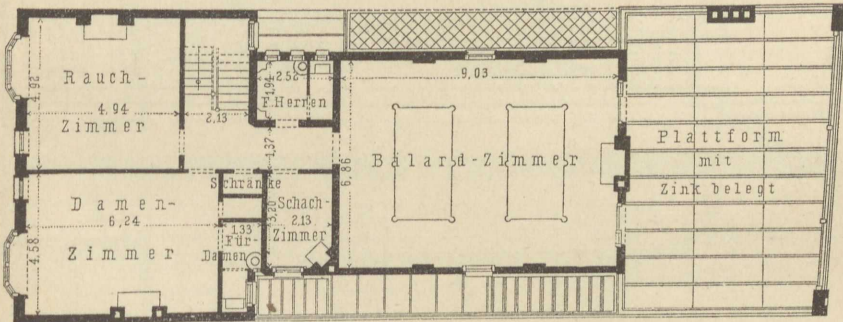 Rauch-
4,94
Zimmer
4,92
2,13
2,52
1,94
F. Herren
1,37
9,03
6,86
Bálard-Zimmer
Plattform
mit
Zink belegt
Schränke
Damen-
6,24
Zimmer
4,58
1,33
Für
Damen
3,20
Schach-
2,13
Zimmer